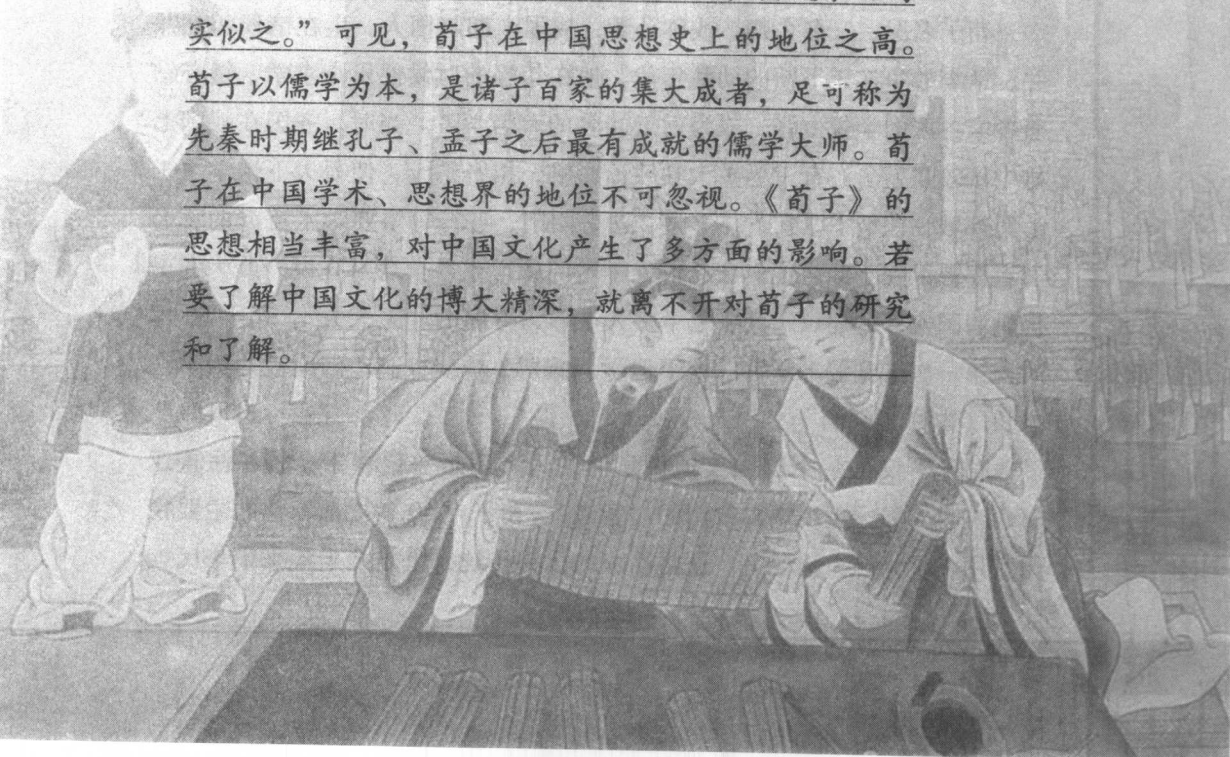 实似之。” 可见，荀子在中国思想史上的地位之高。
荀子以儒学为本，是诸子百家的集大成者，足可称为
先秦时期继孔子、孟子之后最有成就的儒学大师。荀
子在中国学术、思想界的地位不可忽视。《荀子》的
思想相当丰富，对中国文化产生了多方面的影响。若
要了解中国文化的博大精深，就离不开对荀子的研究
和了解。